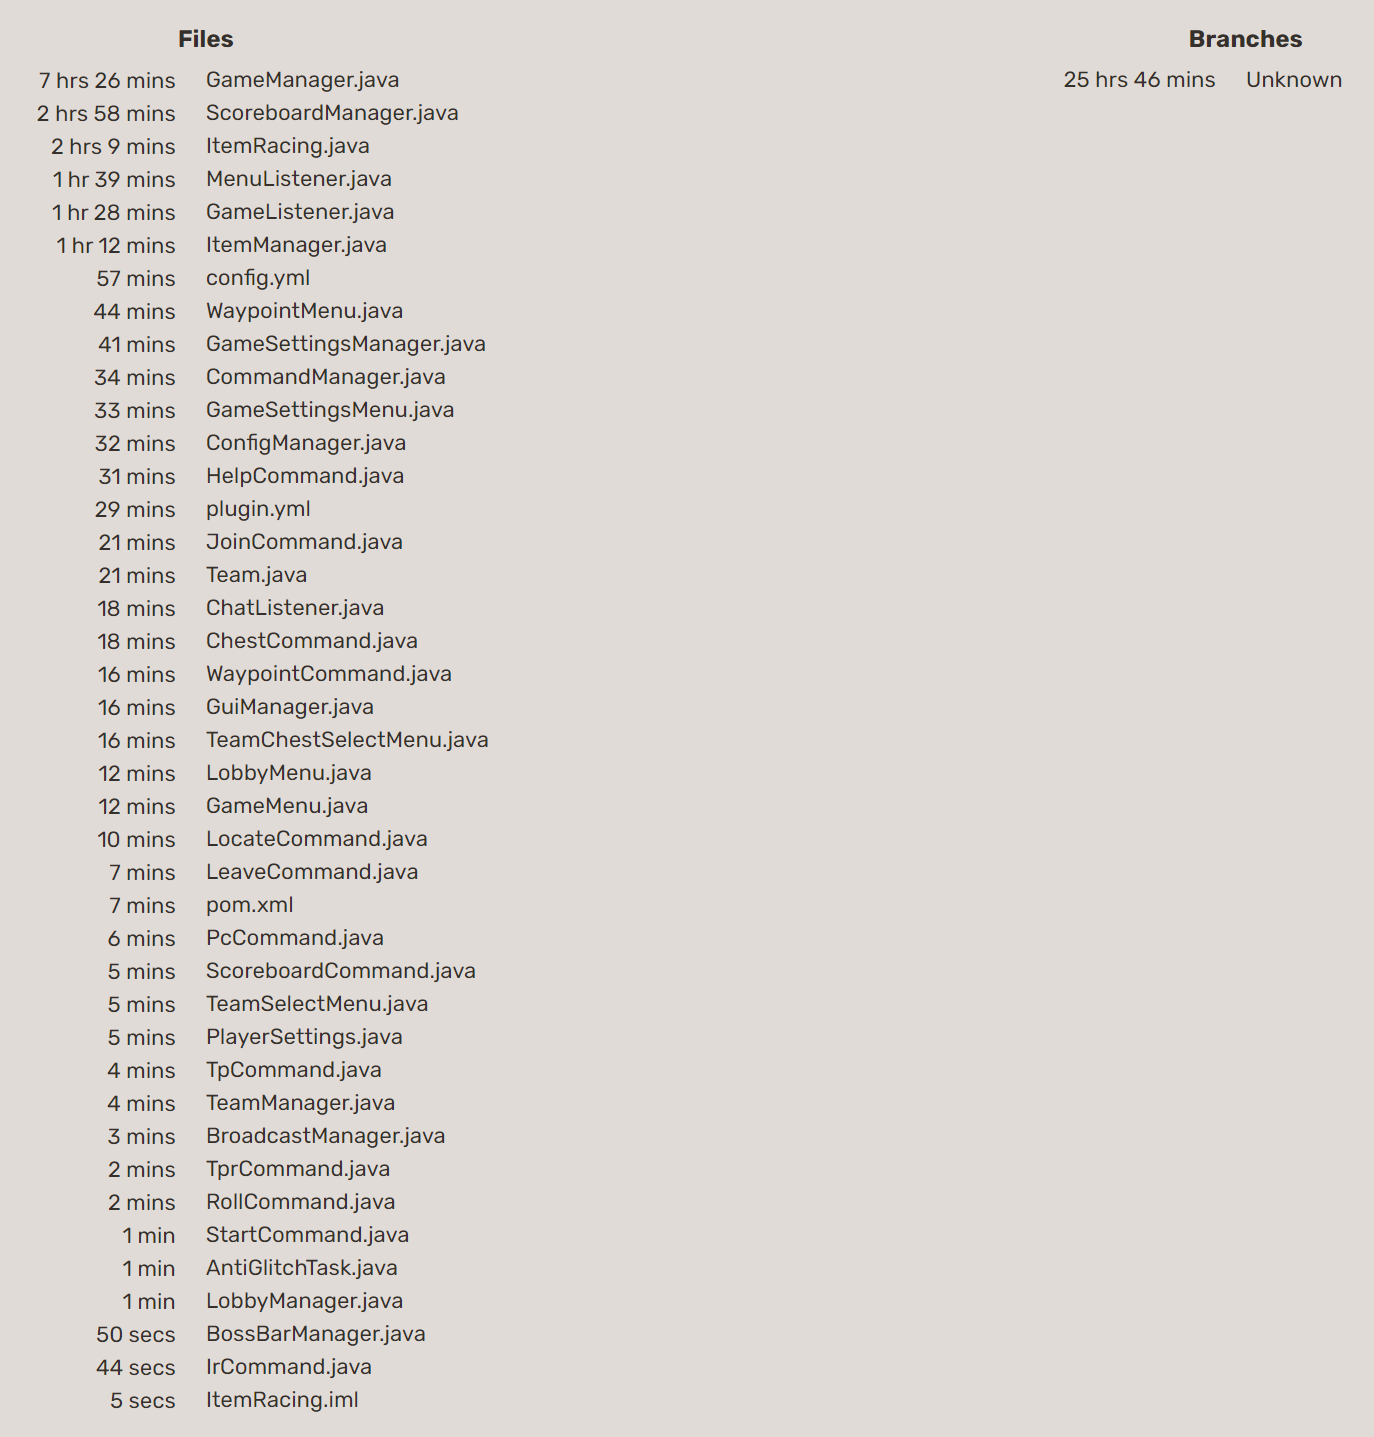 Files
Branches
7 hrs 26 mins GameManager.java
25 hrs 46 mins Unknown
2 hrs 58 mins ScoreboardManager.java
2 hrs 9 mins ItemRacing.java
1 hr 39 mins MenuListener.java
1 hr 28 mins GameListener.java
1 hr 12 mins ItemManager.java
57 mins config.yml
44 mins WaypointMenu.java
41 mins GameSettingsManager.java
34 mins CommandManager.java
33 mins GameSettingsMenu.java
32 mins ConfigManager.java
31 mins HelpCommand.java
29 mins plugin.yml
21 mins JoinCommand.java
21 mins Team.java
18 mins ChatListener.java
18 mins ChestCommand.java
16 mins WaypointCommand.java
16 mins GuiManager.java
16 mins TeamChestSelectMenu.java
12 mins LobbyMenu.java
12 mins GameMenu.java
10 mins LocateCommand.java
7 mins LeaveCommand.java
7 mins pom.xml
6 mins PcCommand.java
5 mins ScoreboardCommand.java
5 mins TeamSelectMenu.java
5 mins PlayerSettings.java
4 mins TpCommand.java
4 mins TeamManager.java
3 mins BroadcastManager.java
2 mins TprCommand.java
2 mins RollCommand.java
1 min StartCommand.java
1 min AntiGlitchTask.java
1 min LobbyManager.java
50 secs BossBarManager.java
44 secs IrCommand.java
5 secs ItemRacing.iml